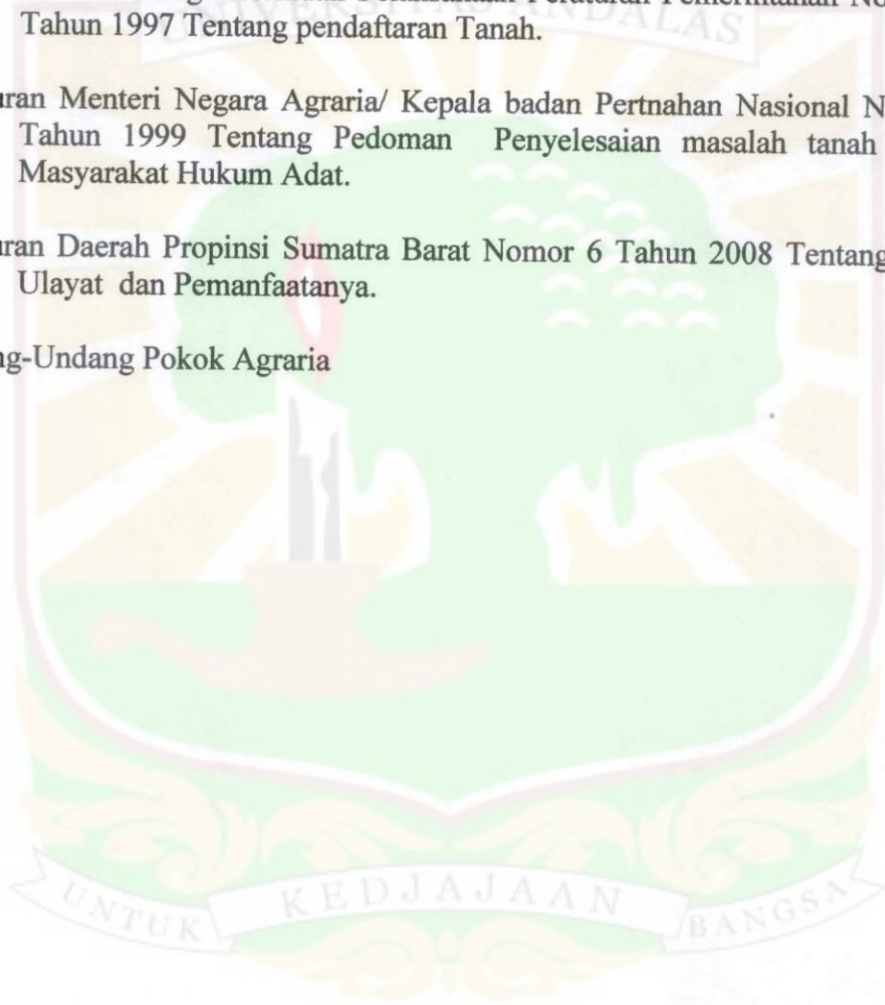 Tahun 1997 Tentang pendaftaran Tanah.
uran Menteri Negara Agraria/ Kepala badan Pertnahan Nasional N
Tahun 1999 Tentang Pedoman Penyelesaian masalah tanah
Masyarakat Hukum Adat.
uran Daerah Propinsi Sumatra Barat Nomor 6 Tahun 2008 Tentang
Ulayat dan Pemanfaatanya.
ng-Undang Pokok Agraria
UNTUK KEDJAJAAN BANGSA